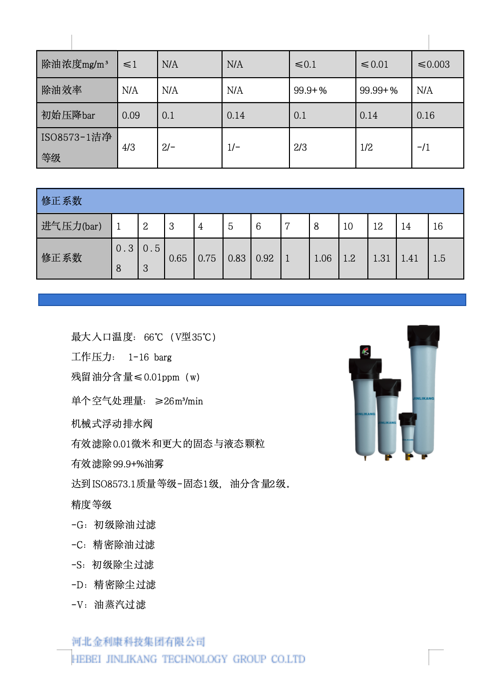 除油浓度mg/m³ ≤1 N/A N/A ≤0.1 ≤0.01 ≤0.003
除油效率 N/A N/A N/A 99.9+% 99.99+% N/A
初始压降bar 0.09 0.1 0.14 0.1 0.14 0.16
ISO8573-1洁净等级 4/3 2/- 1/- 2/3 1/2 -/1
修正系数
进气压力(bar) 1 2 3 4 5 6 7 8 10 12 14 16
修正系数 0.38 0.53 0.65 0.75 0.83 0.92 1 1.06 1.2 1.31 1.41 1.5
最大入口温度: 66℃ (V型35℃)
工作压力: 1-16 barg
残留油分含量≤0.01ppm (w)
单个空气处理量: ≥26m³/min
机械式浮动排水阀
有效滤除0.01微米和更大的固态与液态颗粒
有效滤除99.9+%油雾
达到ISO8573.1质量等级-固态1级, 油分含量2级.
精度等级
-G: 初级除油过滤
-C: 精密除油过滤
-S: 初级除尘过滤
-D: 精密除尘过滤
-V: 油蒸汽过滤
JINLIKANG
JINLIKANG
JINLIKANG
河北金利康科技集团有限公司
HEBEI JINLIKANG TECHNOLOGY GROUP CO.LTD